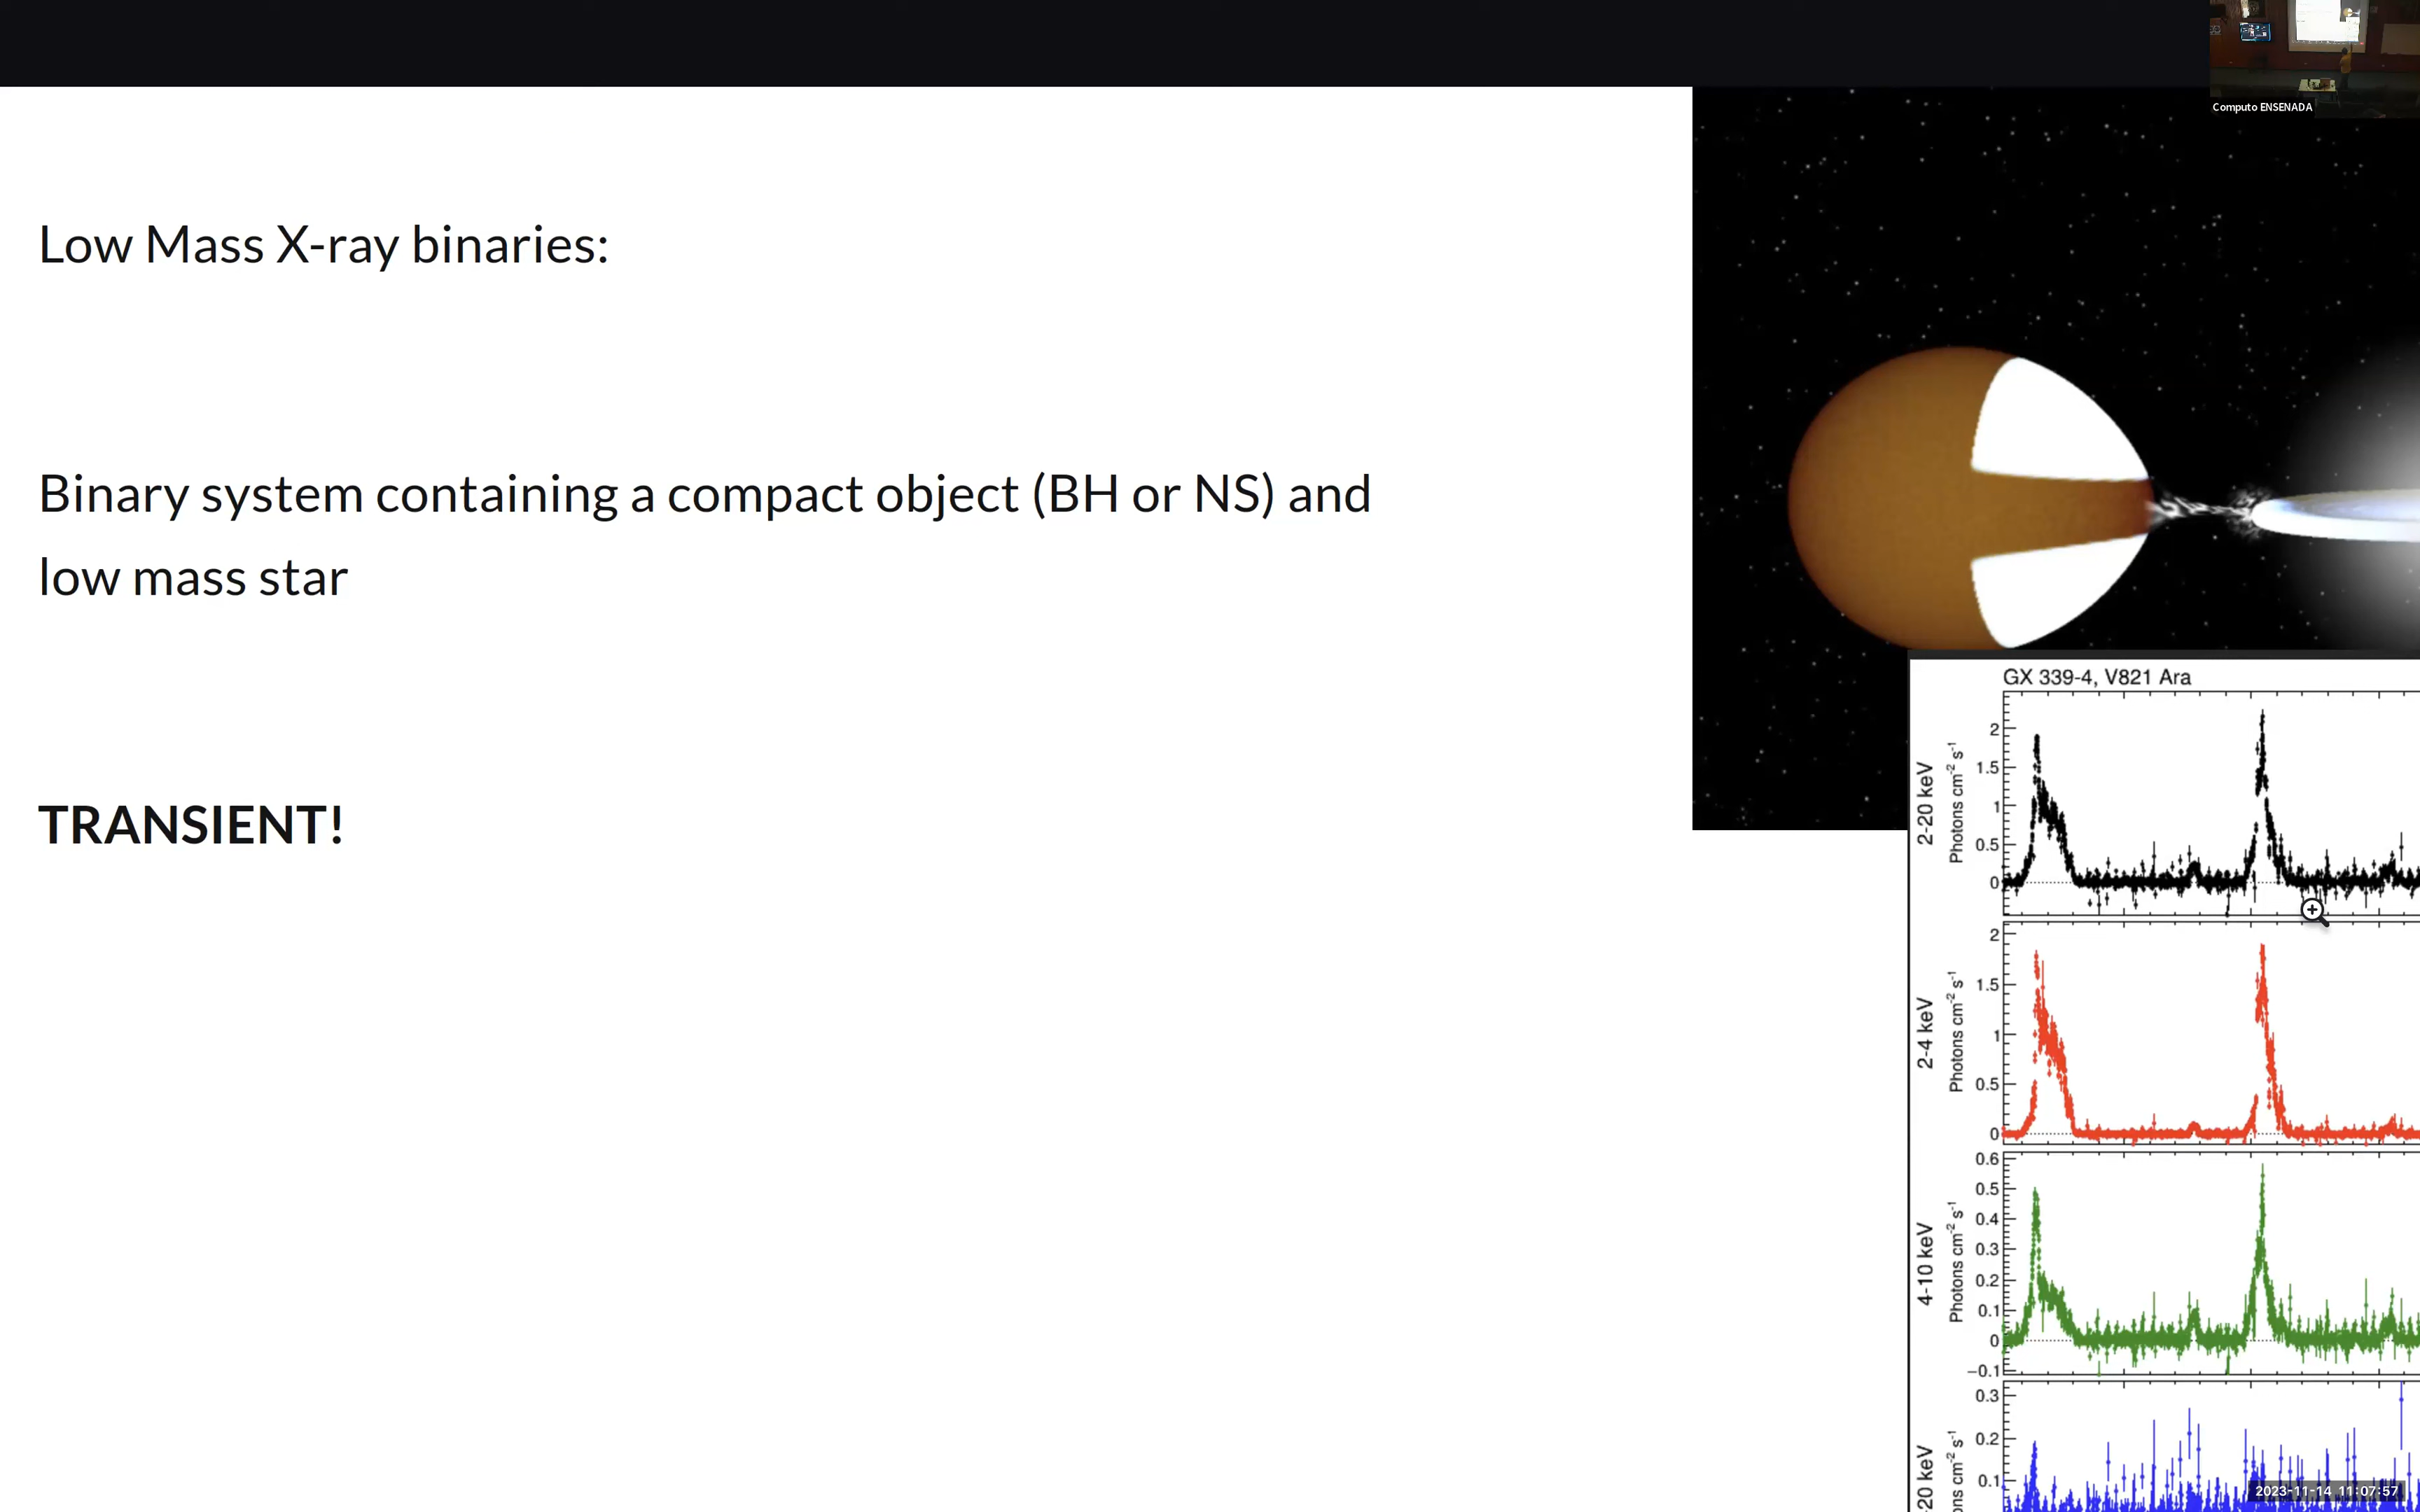 Computo ENSENADA
Low Mass X-ray binaries:
Binary system containing a compact object (BH or NS) and
low mass star
TRANSIENT!
GX 339-4, V821 Ara
2-20 keV
Photons cm-2 s-1
2
1.5
1
0.5
0
2-4 keV
Photons cm-2 s-1
2
1.5
1
0.5
0
4-10 keV
Photons cm-2 s-1
0.6
0.5
0.4
0.3
0.2
0.1
0
−0.1
20 keV
ons cm-2 s-1
0.3
0.2
0.1
2023-11-14 11:07:57